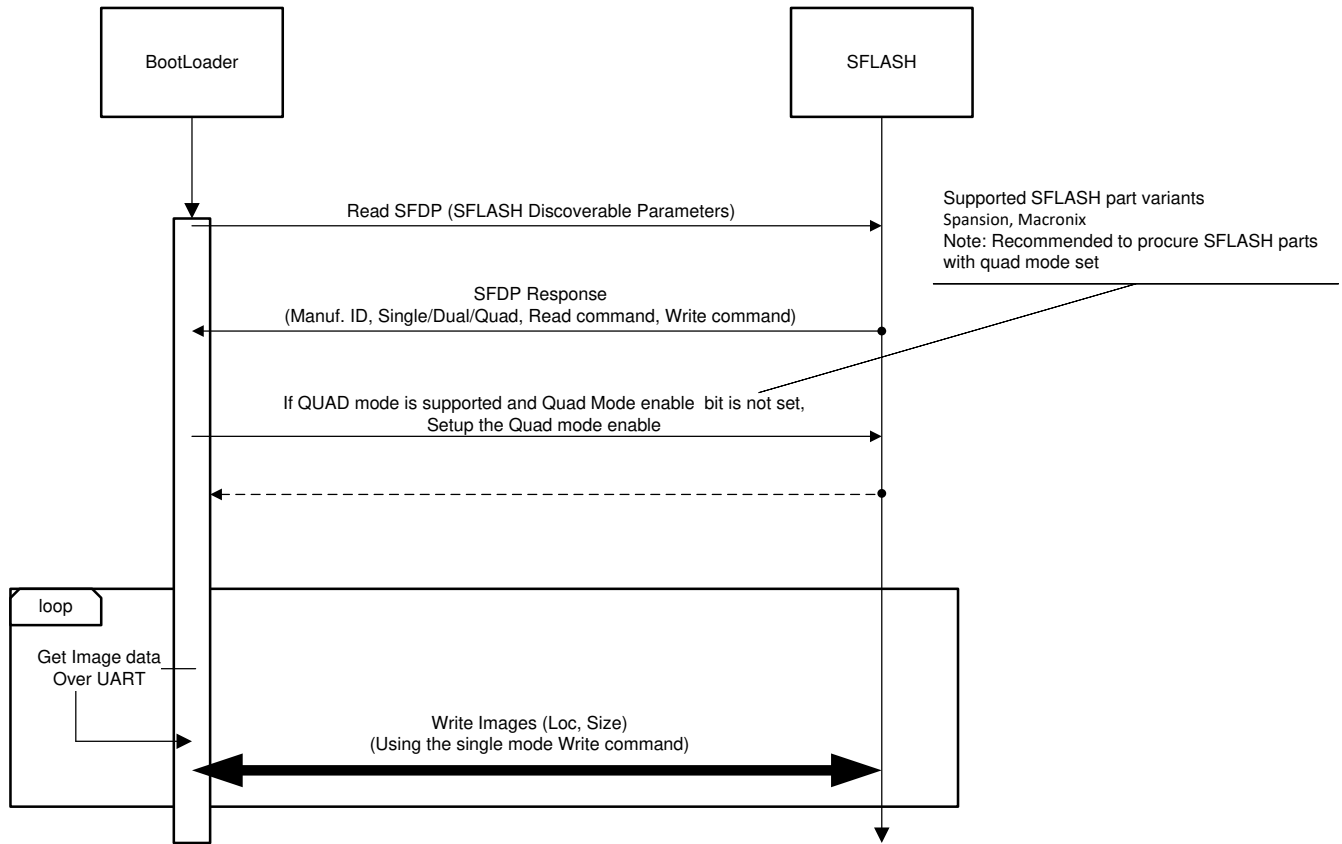 BootLoader
SFLASH
Read SFDP (SFLASH Discoverable Parameters)
Supported SFLASH part variants
Spansion, Macronix
Note: Recommended to procure SFLASH parts
with quad mode set
SFDP Response
(Manuf. ID, Single/Dual/Quad, Read command, Write command)
If QUAD mode is supported and Quad Mode enable  bit is not set,
Setup the Quad mode enable
loop
Get Image data
Over UART
Write Images (Loc, Size)
(Using the single mode Write command)